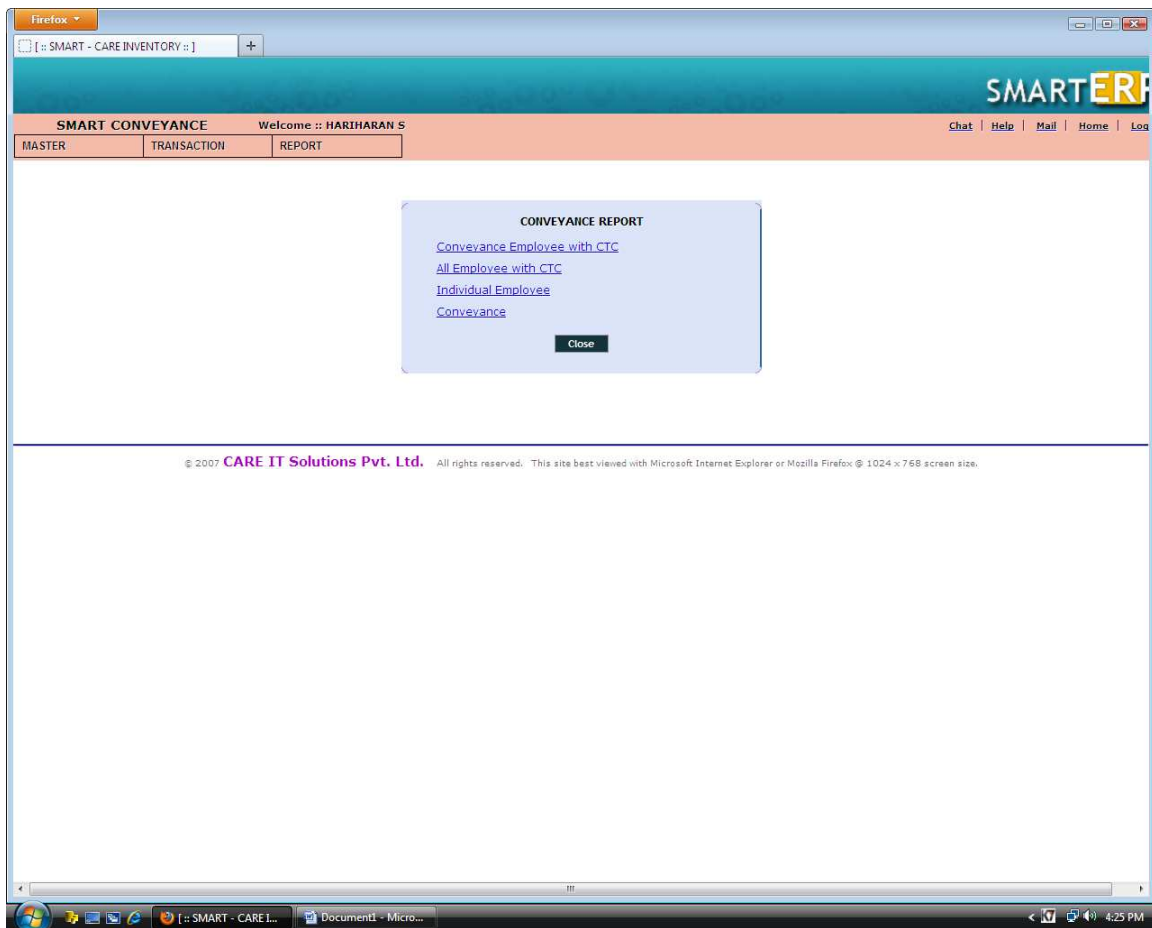 Firefox
[ :: SMART - CARE INVENTORY :: ]
SMART ER
SMART CONVEYANCE Welcome :: HARIHARAN S Chat | Help | Mail | Home | Log
MASTER TRANSACTION REPORT
CONVEYANCE REPORT
Conveyance Employee with CTC
All Employee with CTC
Individual Employee
Conveyance
Close
© 2007 CARE IT Solutions Pvt. Ltd. All rights reserved. This site best viewed with Microsoft Internet Explorer or Mozilla Firefox @ 1024 x 768 screen size.
[ :: SMART - CARE I... Document1 - Micro... 4:25 PM